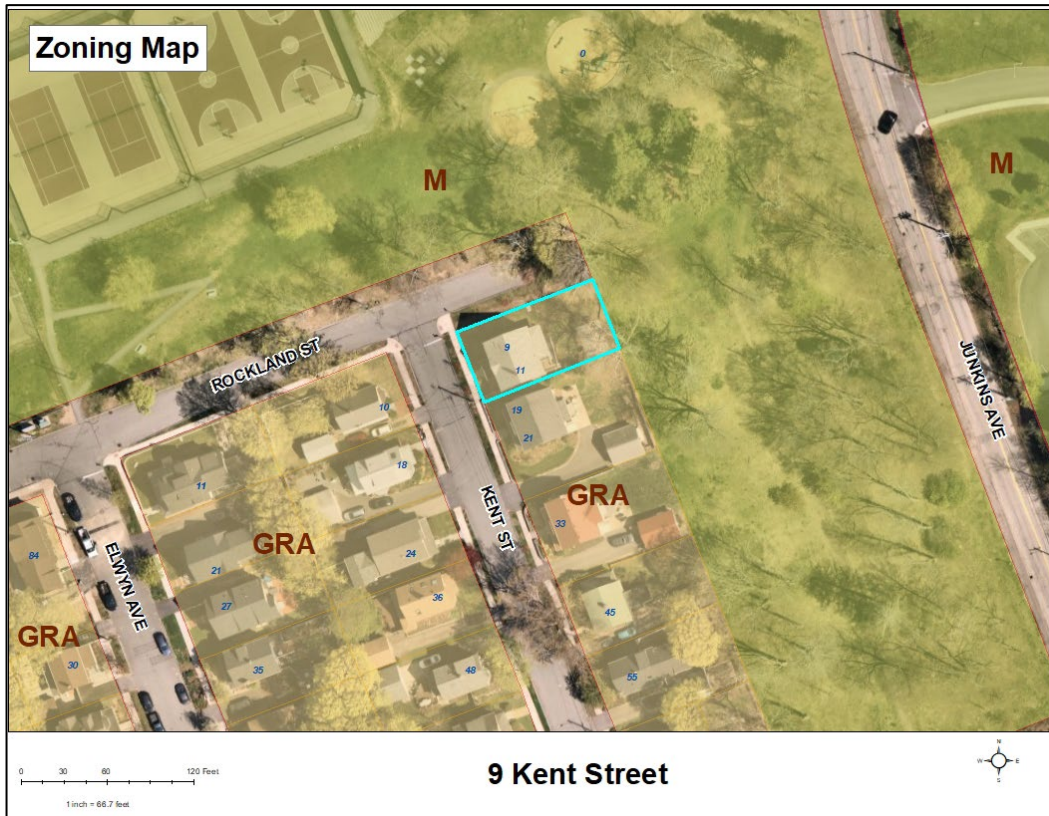 Zoning Map
0
M
M
ROCKLAND ST
JUNKINS AVE
9
11
10
19
21
18
11
KENT ST
GRA
33
GRA
84
ELWYN AVE
21
24
27
36
45
GRA
30
35
48
55
N
W E
S
0 30 60 120 Feet
1 inch = 66.7 feet
9 Kent Street